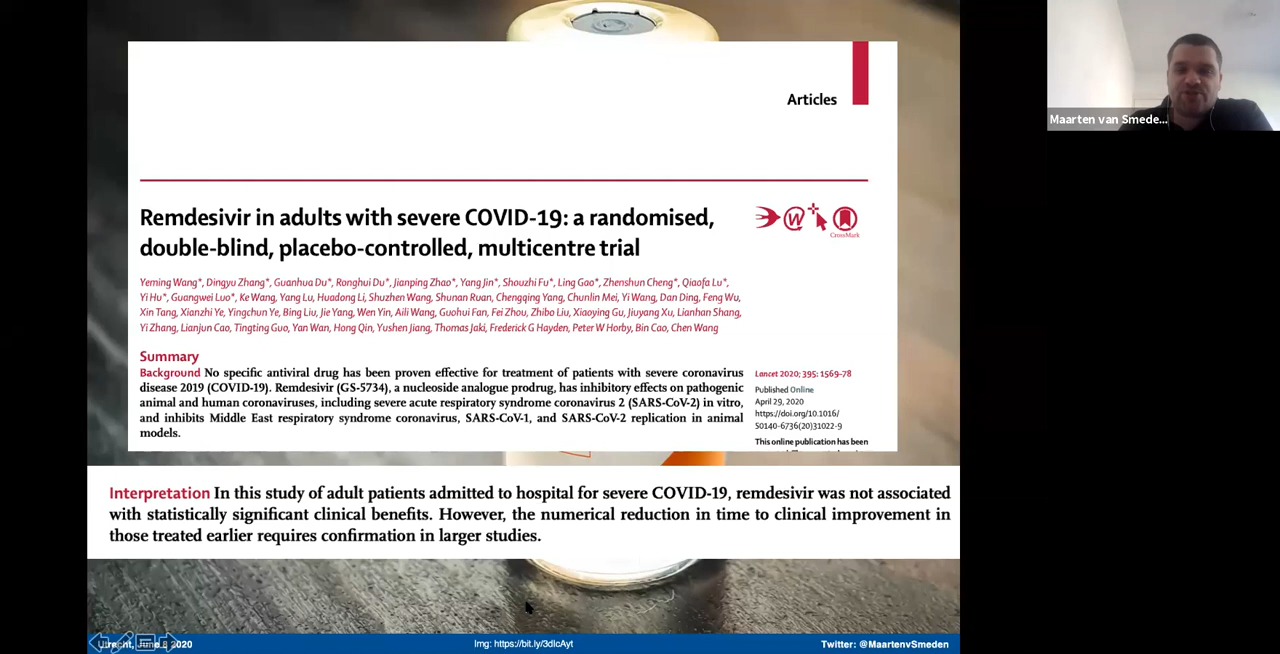 Articles
Remdesivir in adults with severe COVID-19: a randomised,
double-blind, placebo-controlled, multicentre trial
CrossMark
Yeming Wang*, Dingyu Zhang*, Guanhua Du*, Ronghui Du*, Jianping Zhao*, Yang Jin*, Shouzhi Fu*, Ling Gao*, Zhenshun Cheng*, Qiaofa Lu*,
Yi Hu*, Guangwei Luo*, Ke Wang, Yang Lu, Huadong Li, Shuzhen Wang, Shunan Ruan, Chengqing Yang, Chunlin Mei, Yi Wang, Dan Ding, Feng Wu,
Xin Tang, Xianzhi Ye, Yingchun Ye, Bing Liu, Jie Yang, Wen Yin, Aili Wang, Guohui Fan, Fei Zhou, Zhibo Liu, Xiaoying Gu, Jiuyang Xu, Lianhan Shang,
Yi Zhang, Lianjun Cao, Tingting Guo, Yan Wan, Hong Qin, Yushen Jiang, Thomas Jaki, Frederick G Hayden, Peter W Horby, Bin Cao, Chen Wang
Summary
Background No specific antiviral drug has been proven effective for treatment of patients with severe coronavirus
disease 2019 (COVID-19). Remdesivir (GS-5734), a nucleoside analogue prodrug, has inhibitory effects on pathogenic
animal and human coronaviruses, including severe acute respiratory syndrome coronavirus 2 (SARS-CoV-2) in vitro,
and inhibits Middle East respiratory syndrome coronavirus, SARS-CoV-1, and SARS-CoV-2 replication in animal
models.
Lancet 2020; 395: 1569–78
Published Online
April 29, 2020
https://doi.org/10.1016/
S0140-6736(20)31022-9
This online publication has been
Interpretation In this study of adult patients admitted to hospital for severe COVID-19, remdesivir was not associated
with statistically significant clinical benefits. However, the numerical reduction in time to clinical improvement in
those treated earlier requires confirmation in larger studies.
Utrecht, June 8 2020
Img: https://bit.ly/3dIcAyt
Twitter: @MaartenvSmeden
Maarten van Smede...